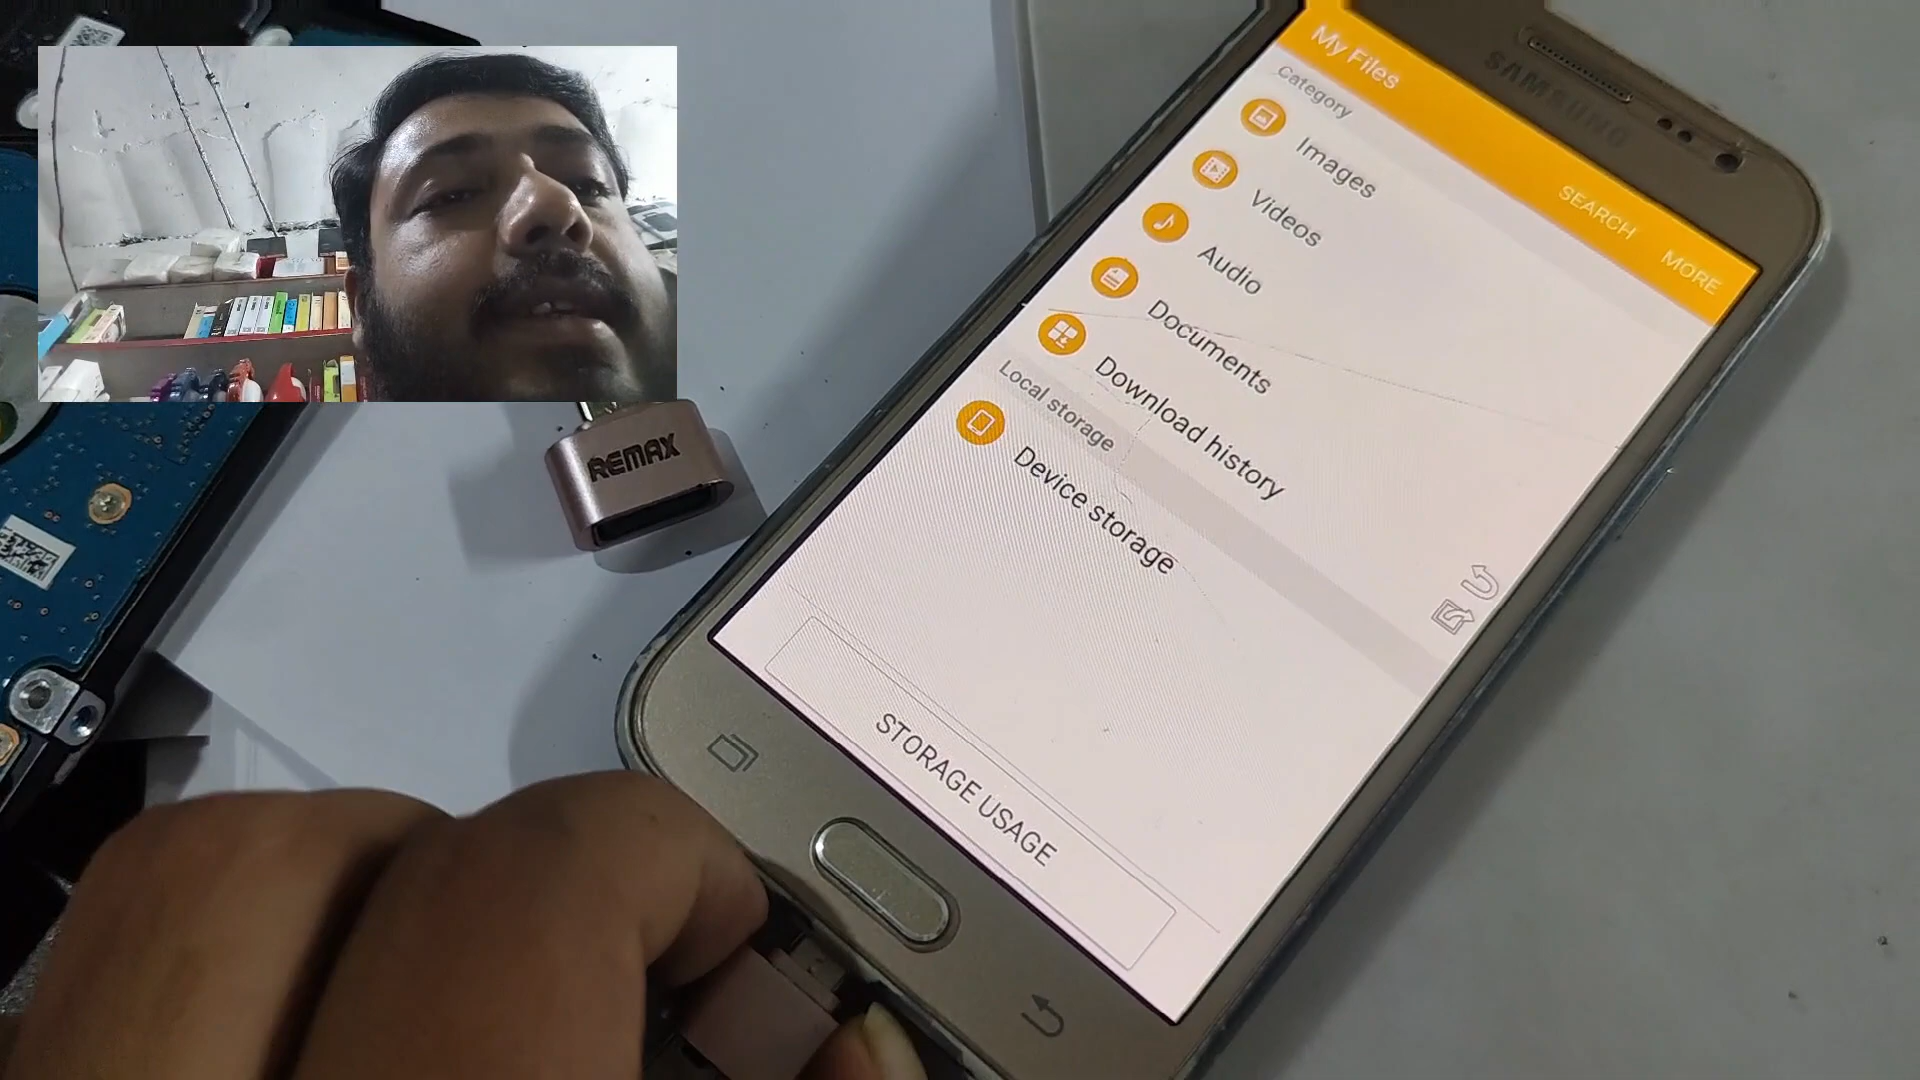 My Files
SAMSUNG
SEARCH
MORE
Category
Images
Videos
Audio
Documents
Download history
Local storage
Device storage
STORAGE USAGE
REMAX